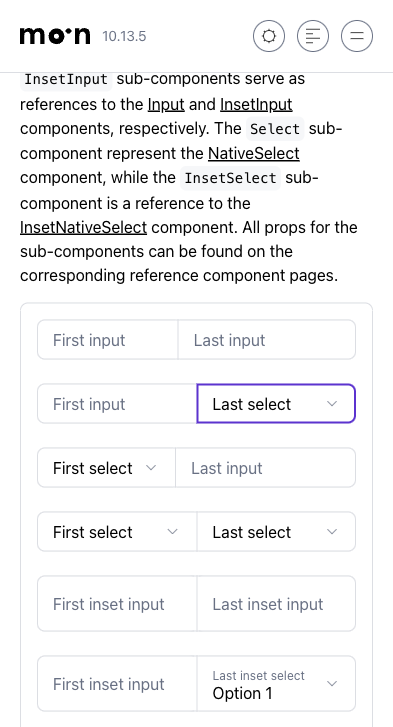 moon 10.13.5
InsetInput sub-components serve as
references to the Input and InsetInput
components, respectively. The Select sub-
component represent the NativeSelect
component, while the InsetSelect sub-
component is a reference to the
InsetNativeSelect component. All props for the
sub-components can be found on the
corresponding reference component pages.
First input Last input
First input Last select
First select Last input
First select Last select
First inset input Last inset input
First inset input Last inset select
Option 1